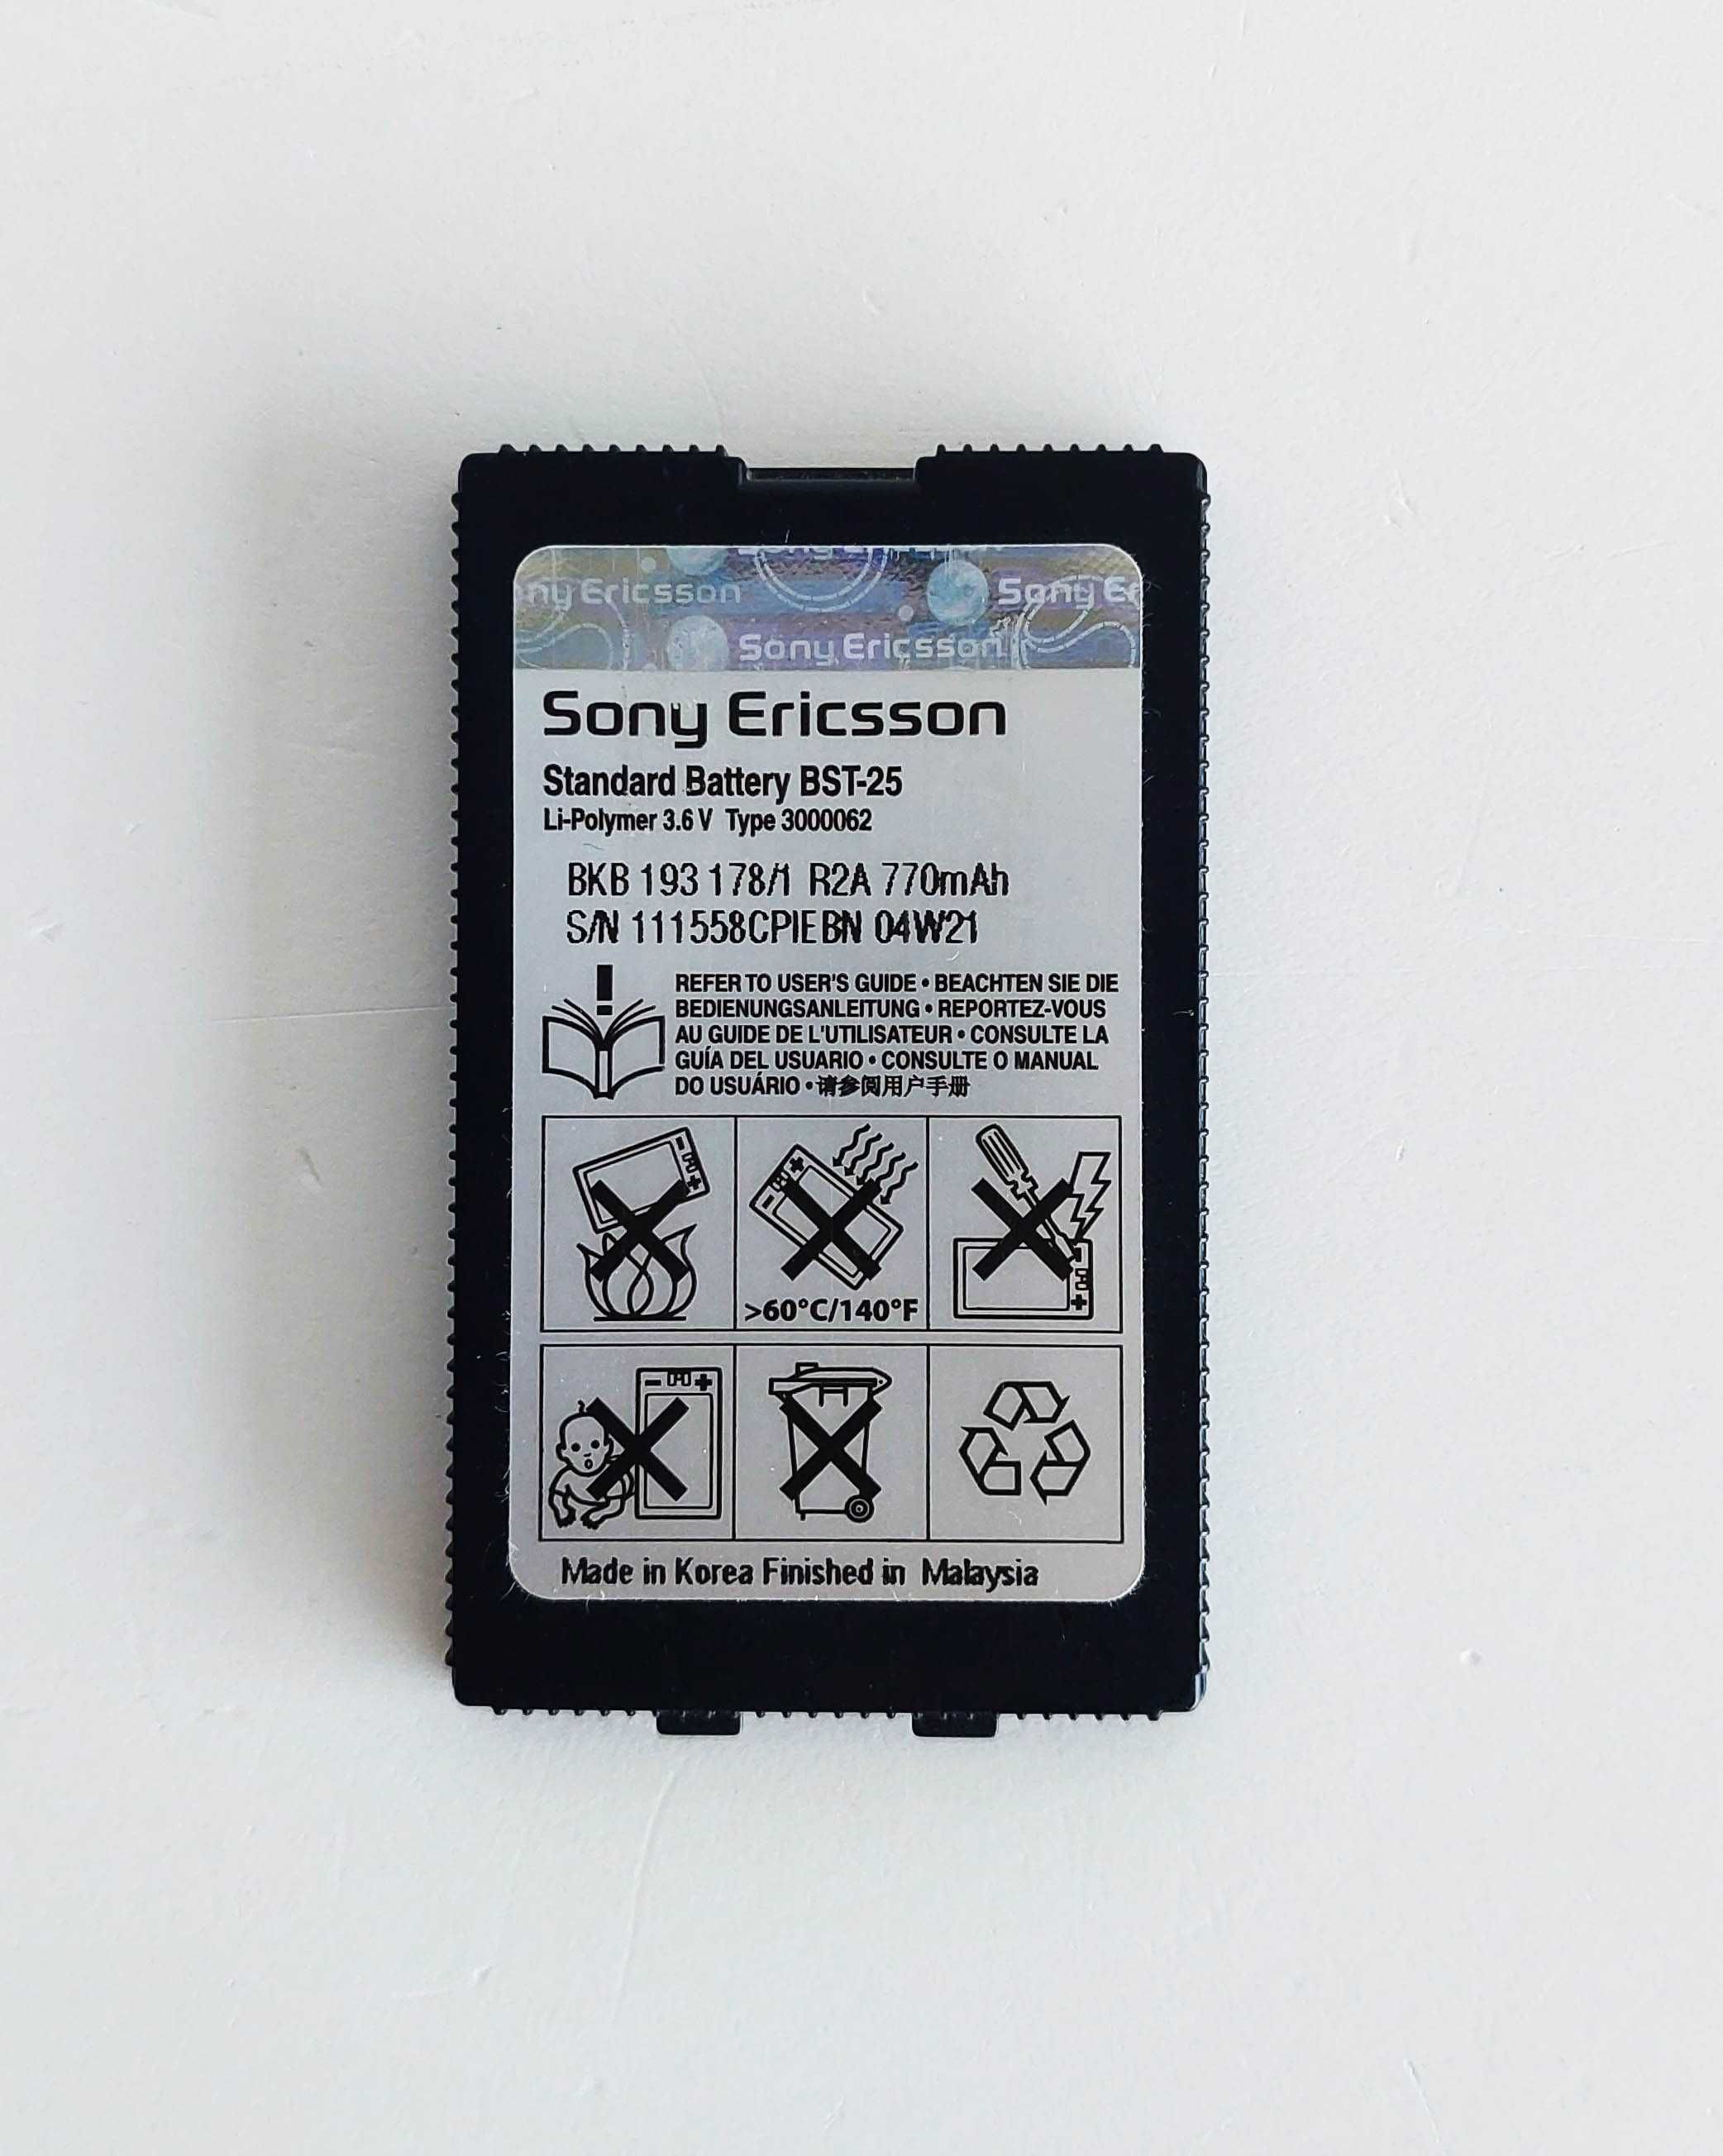 Sony Ericsson
ny Ericsson Sony Er
Sony Ericsson
Sony Ericsson
Standard Battery BST-25
Li-Polymer 3.6 V Type 3000062
BKB 193 178/1 R2A 770mAh
S/N 111558CPIEBN 04W21
REFER TO USER'S GUIDE • BEACHTEN SIE DIE
BEDIENUNGSANLEITUNG • REPORTEZ-VOUS
AU GUIDE DE L'UTILISATEUR • CONSULTE LA
GUÍA DEL USUARIO • CONSULTE O MANUAL
DO USUÁRIO • 请参阅用户手册
>60°C/140°F
Made in Korea Finished in Malaysia